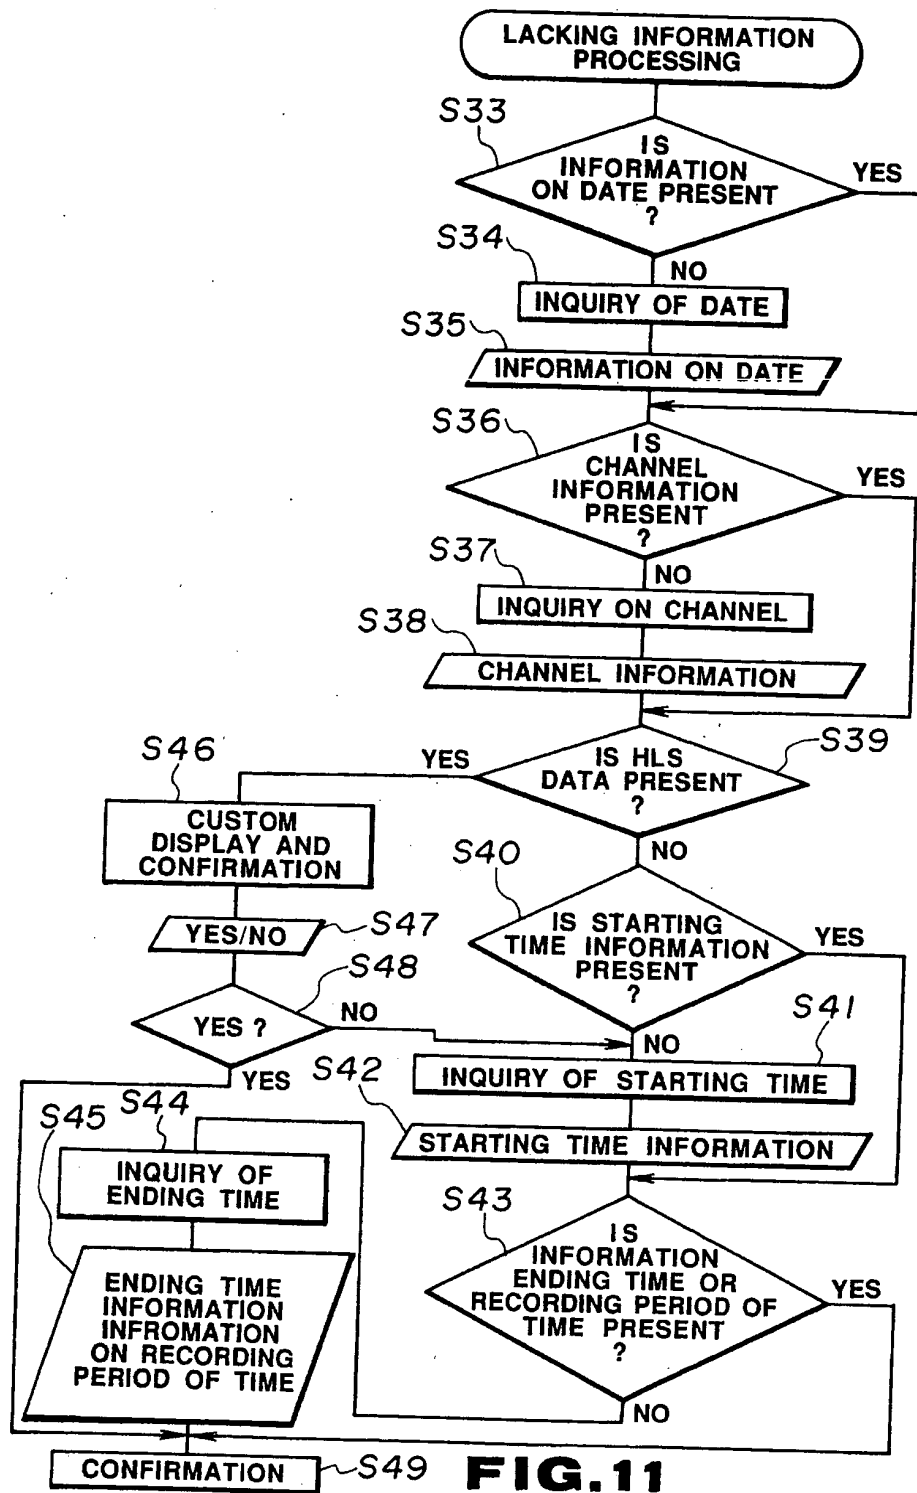 LACKING INFORMATION
PROCESSING
S33
IS
INFORMATION
ON DATE PRESENT
?
YES
S34
NO
INQUIRY OF DATE
S35
INFORMATION ON DATE
S36
IS
CHANNEL
INFORMATION
PRESENT
?
YES
S37
NO
INQUIRY ON CHANNEL
S38
CHANNEL INFORMATION
S39
IS HLS
DATA PRESENT
?
YES
S46
CUSTOM
DISPLAY AND
CONFIRMATION
NO
S40
IS STARTING
TIME INFORMATION
PRESENT
?
YES
YES/NO
S47
S48
YES ?
NO
YES
S41
NO
INQUIRY OF STARTING TIME
S42
STARTING TIME INFORMATION
S43
IS
INFORMATION
ENDING TIME OR
RECORDING PERIOD OF
TIME PRESENT
?
YES
NO
S44
INQUIRY OF
ENDING TIME
S45
ENDING TIME
INFORMATION
INFROMATION
ON RECORDING
PERIOD OF TIME
CONFIRMATION
S49
FIG.11